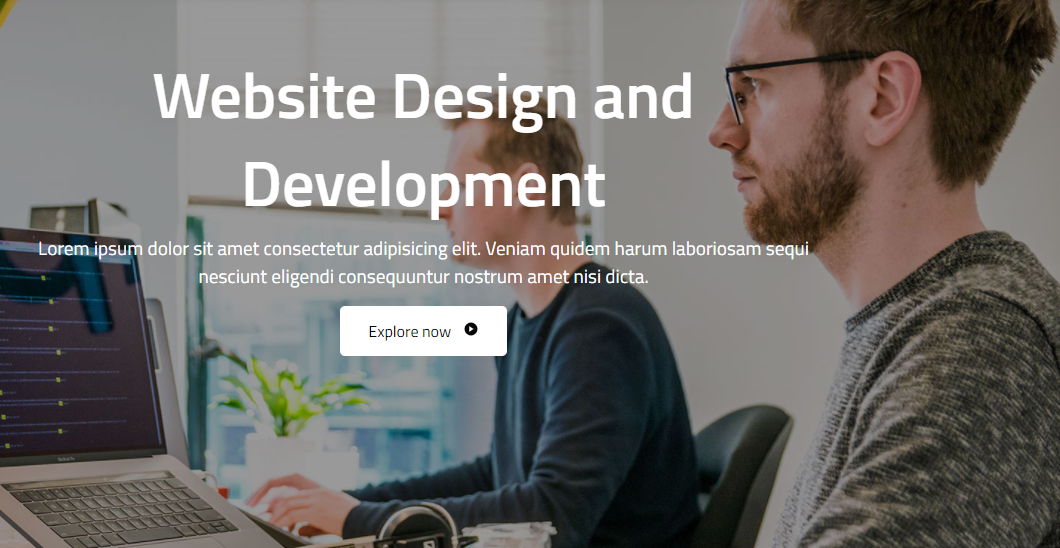 Website Design and
Development
Lorem ipsum dolor sit amet consectetur adipisicing elit. Veniam quidem harum laboriosam sequi
nesciunt eligendi consequuntur nostrum amet nisi dicta.
Explore now